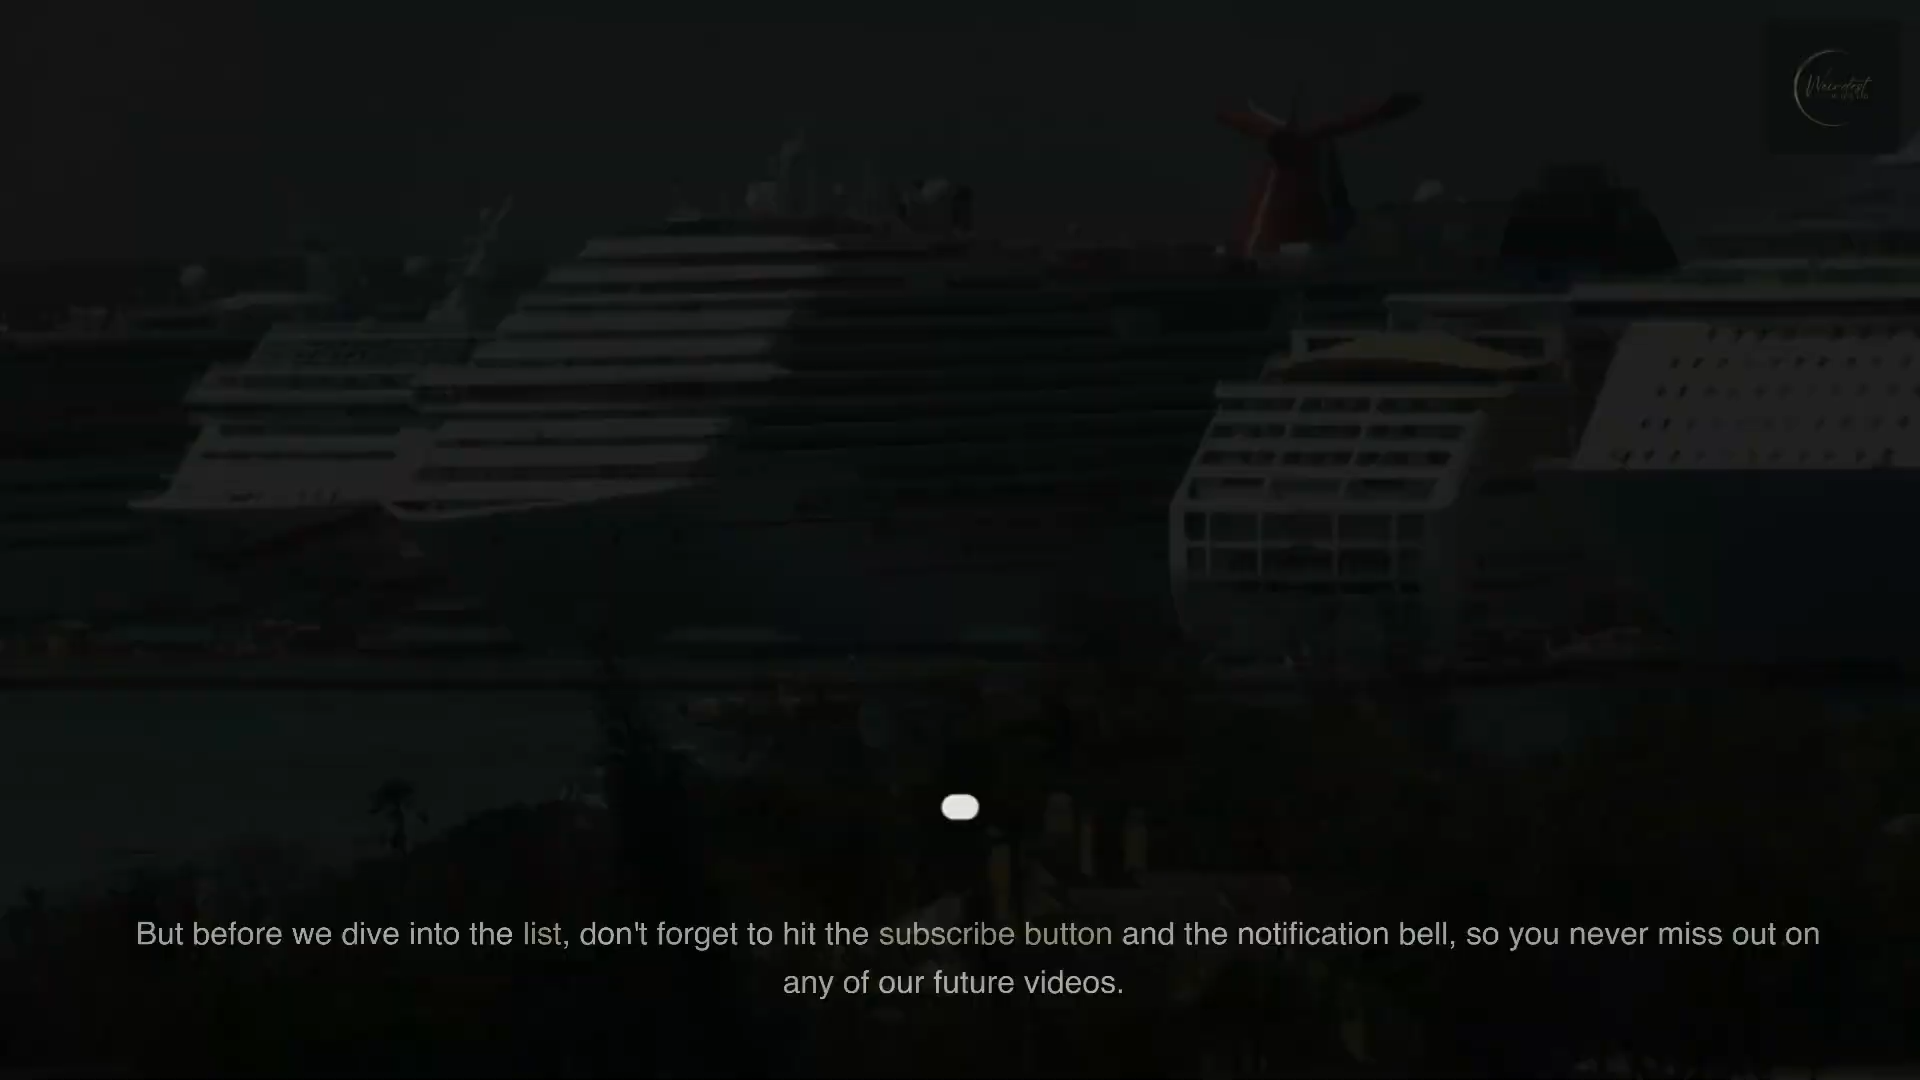 Weirdest
But before we dive into the list, don't forget to hit the subscribe button and the notification bell, so you never miss out on
any of our future videos.